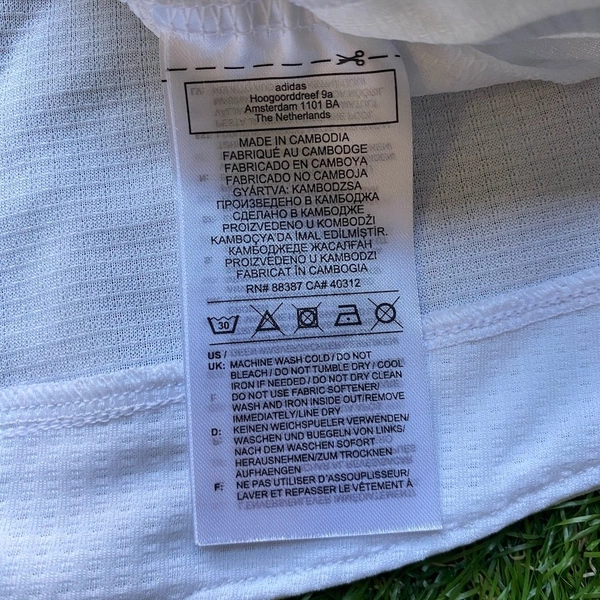 adidas
Hoogoorddreef 9a
Amsterdam 1101 BA
The Netherlands
MADE IN CAMBODIA
FABRIQUÉ AU CAMBODGE
FABRICADO EN CAMBOYA
FABRICADO NO CAMBOJA
GYÁRTVA: KAMBODZSA
ПРОИЗВЕДЕНО В КАМБОДЖА
СДЕЛАНО В КАМБОДЖЕ
PROIZVEDENO U KOMBODŽI
KAMBOÇYA'DA İMAL EDİLMİŞTİR.
КАМБОДЖЕДЕ ЖАСАЛҒАН
PROIZVEDENO U KAMBODZI
FABRICAT ÎN CAMBOGIA
RN# 88387 CA# 40312
30
US /
UK: MACHINE WASH COLD / DO NOT
BLEACH / DO NOT TUMBLE DRY / COOL
IRON IF NEEDED / DO NOT DRY CLEAN
DO NOT USE FABRIC SOFTENER/
WASH AND IRON INSIDE OUT/REMOVE
IMMEDIATELY/LINE DRY
D: KEINEN WEICHSPUELER VERWENDEN/
WASCHEN UND BUEGELN VON LINKS/
NACH DEM WASCHEN SOFORT
HERAUSNEHMEN/ZUM TROCKNEN
AUFHAENGEN
F: NE PAS UTILISER D'ASSOUPLISSEUR/
LAVER ET REPASSER LE VÊTEMENT À